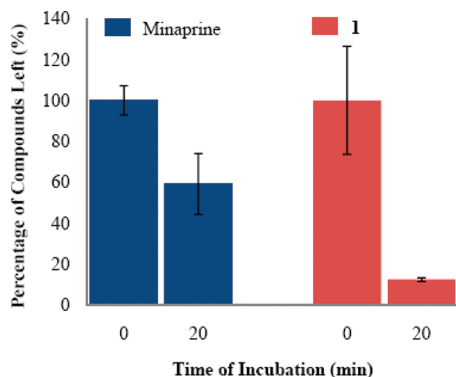 Minaprine
1
Percentage of Compounds Left (%)
140
120
100
80
60
40
20
0
0 20 0 20
Time of Incubation (min)